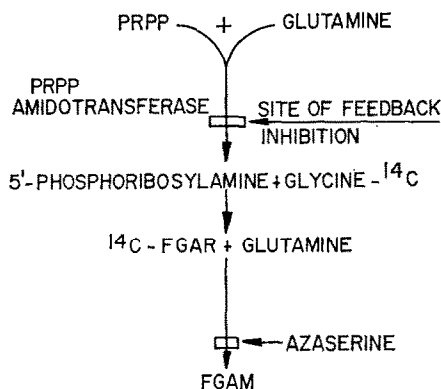 PRPP + GLUTAMINE
PRPP
AMIDOTRANSFERASE
SITE OF FEEDBACK
INHIBITION
5'-PHOSPHORIBOSYLAMINE+GLYCINE-¹⁴C
¹⁴C-FGAR + GLUTAMINE
AZASERINE
FGAM